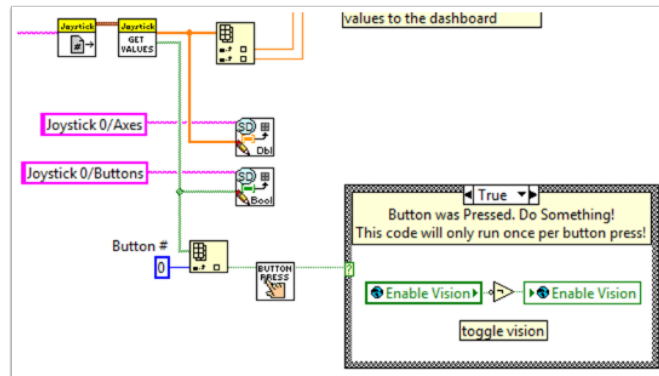 values to the dashboard
Joystick
Joystick
#
GET
VALUES
Joystick 0/Axes
SD
Dbl
Joystick 0/Buttons
SD
Bool
True
Button was Pressed. Do Something!
This code will only run once per button press!
Button #
0
BUTTON
PRESS
?
Enable Vision
Enable Vision
toggle vision